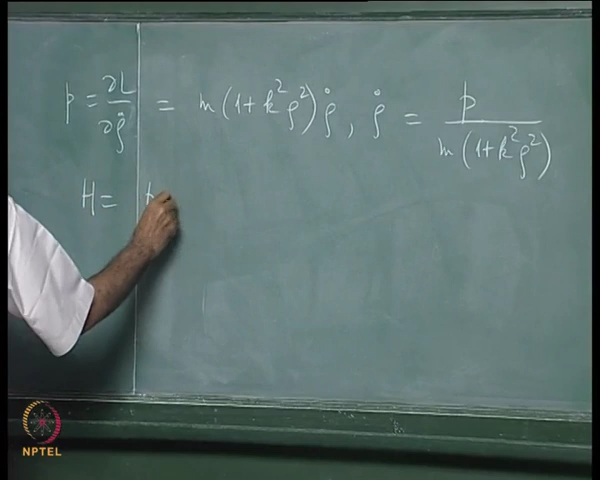 p = ∂L/∂ρ̇ = m(1+k²ρ²)ρ̇, ρ̇ = p/m(1+k²ρ²)
H =
NPTEL